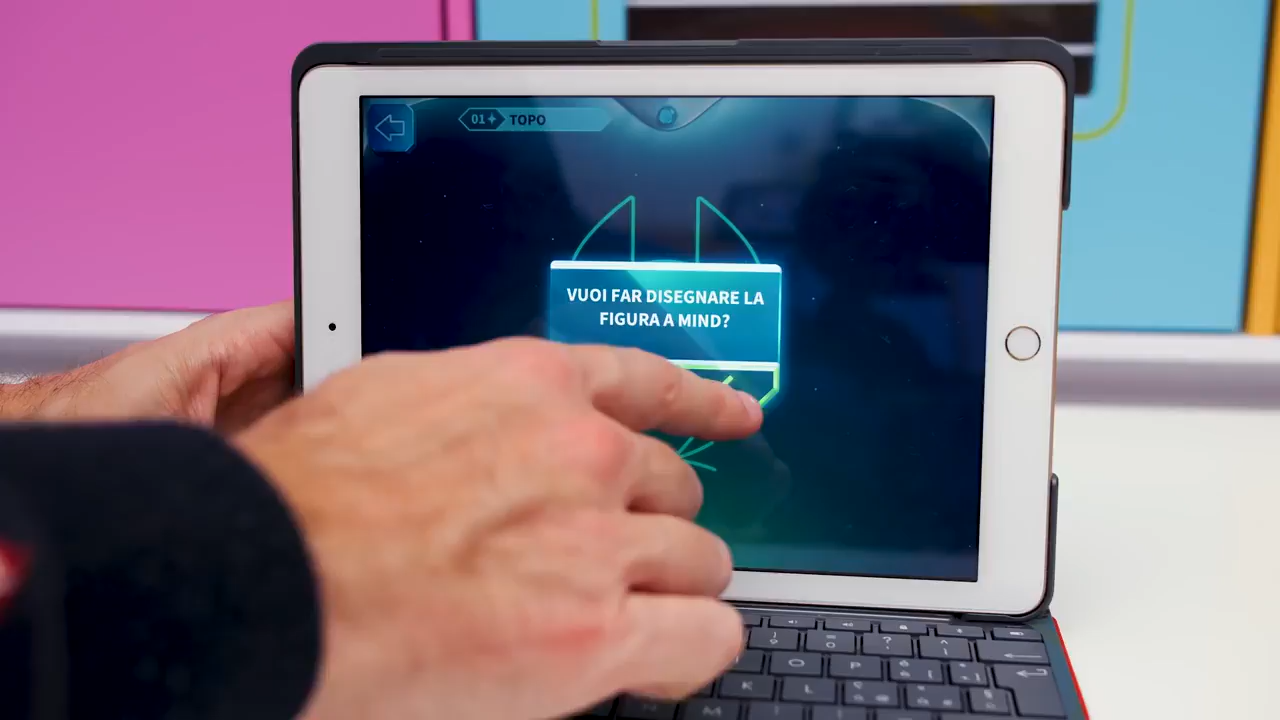 01 TOPO
VUOI FAR DISEGNARE LA
FIGURA A MIND?
O P
K L
M